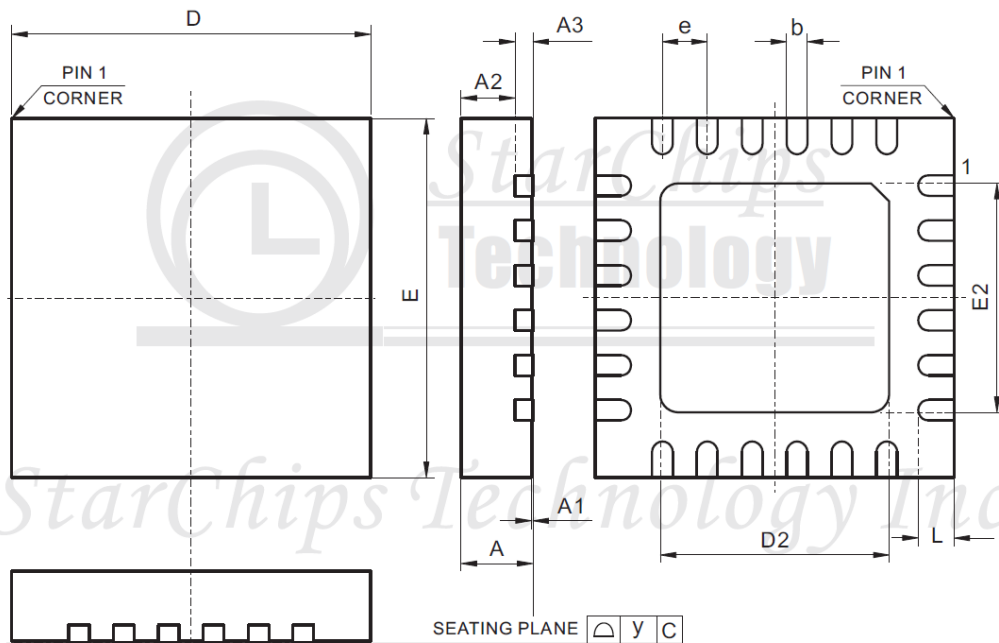 D
A3
e
b
PIN 1
CORNER
A2
PIN 1
CORNER
StarChips
Technology
1
L
E
E2
StarChips Technology Inc
A1
A
D2
L
SEATING PLANE
y
C